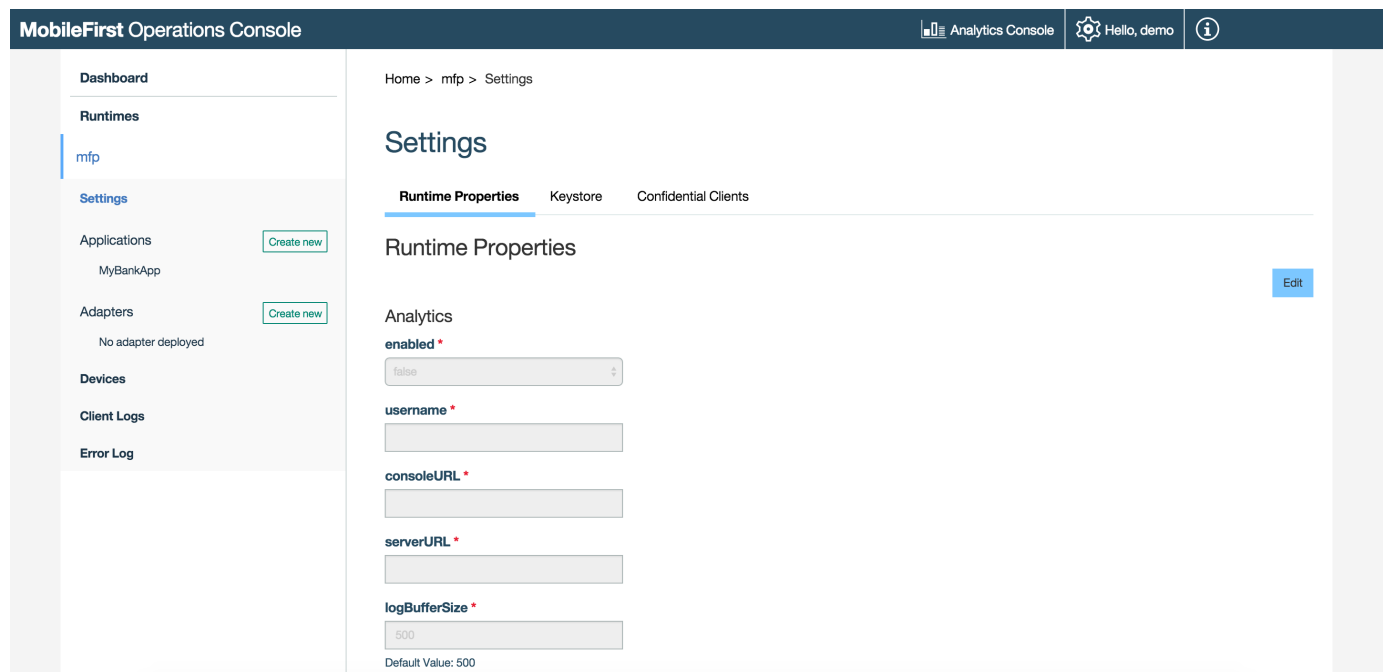 MobileFirst Operations Console
Analytics Console
Hello, demo
Dashboard
Runtimes
mfp
Settings
Applications
Create new
MyBankApp
Adapters
Create new
No adapter deployed
Devices
Client Logs
Error Log
Home > mfp > Settings
Settings
Runtime Properties
Keystore
Confidential Clients
Runtime Properties
Edit
Analytics
enabled *
false
username *
consoleURL *
serverURL *
logBufferSize *
500
Default Value: 500